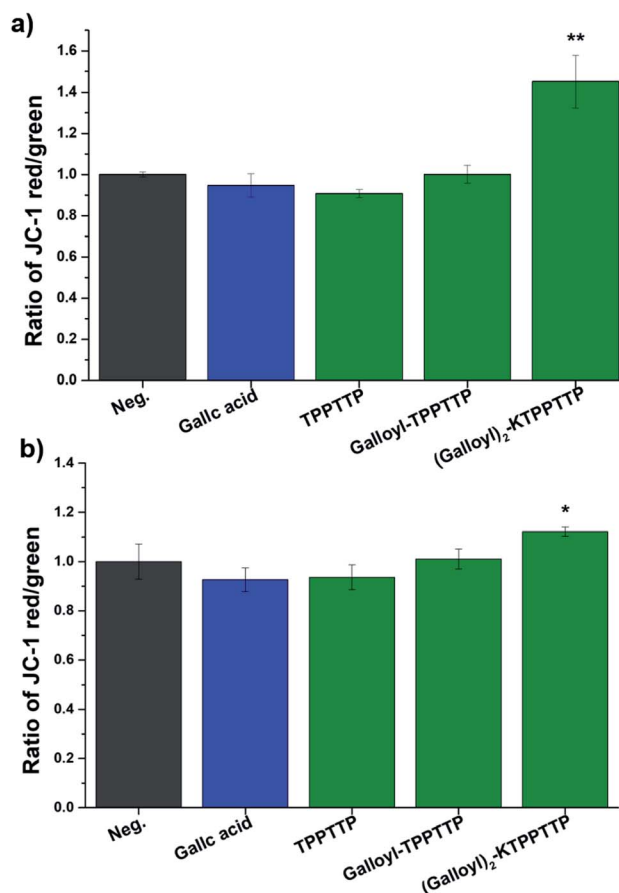 a)
Ratio of JC-1 red/green
1.6
1.4
1.2
1.0
0.8
0.6
0.4
0.2
0.0
**
Neg.
Gallc acid
TPPTTP
Galloyl-TPPTTP
(Galloyl)₂-KTPPTTP
b)
Ratio of JC-1 red/green
1.4
1.2
1.0
0.8
0.6
0.4
0.2
0.0
*
Neg.
Gallc acid
TPPTTP
Galloyl-TPPTTP
(Galloyl)₂-KTPPTTP